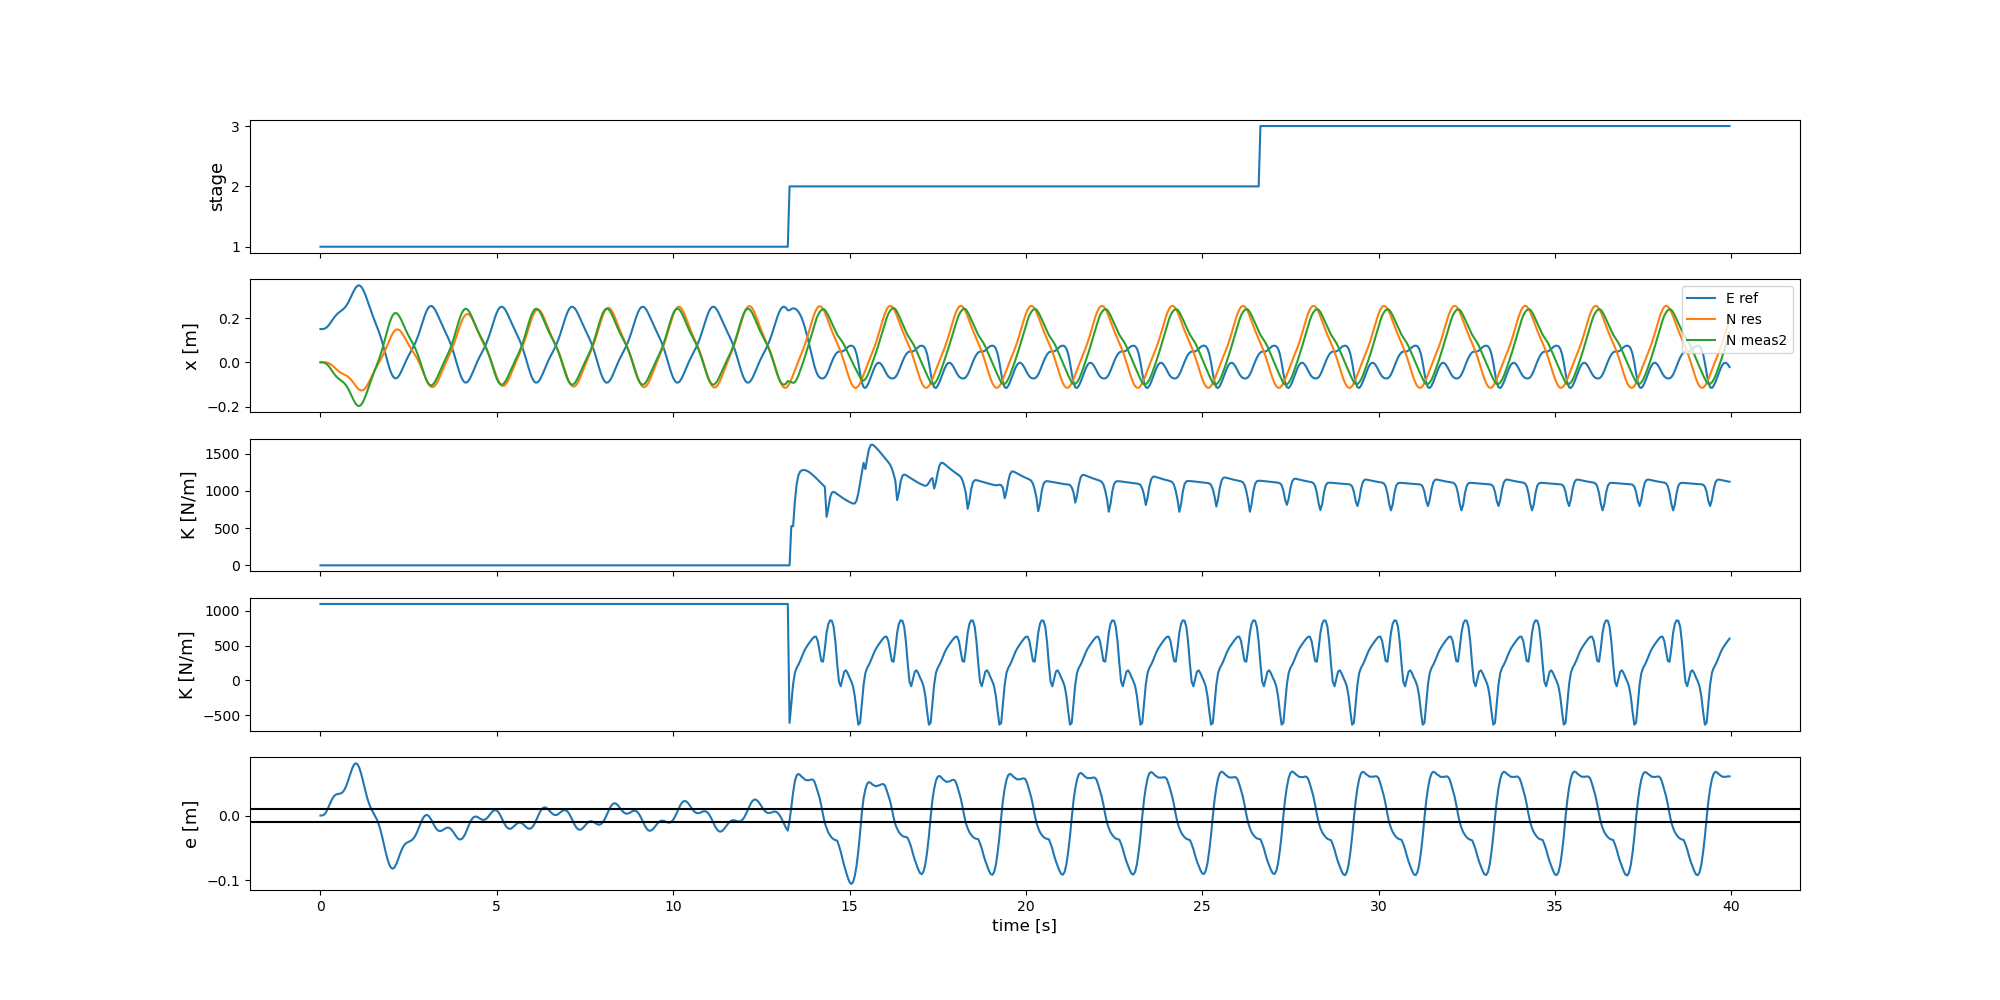 stage
3
2
1
x [m]
0.2
0.0
−0.2
E ref
N res
N meas2
K [N/m]
1500
1000
500
0
K [N/m]
1000
500
0
−500
e [m]
0.0
−0.1
0 5 10 15 20 25 30 35 40
time [s]